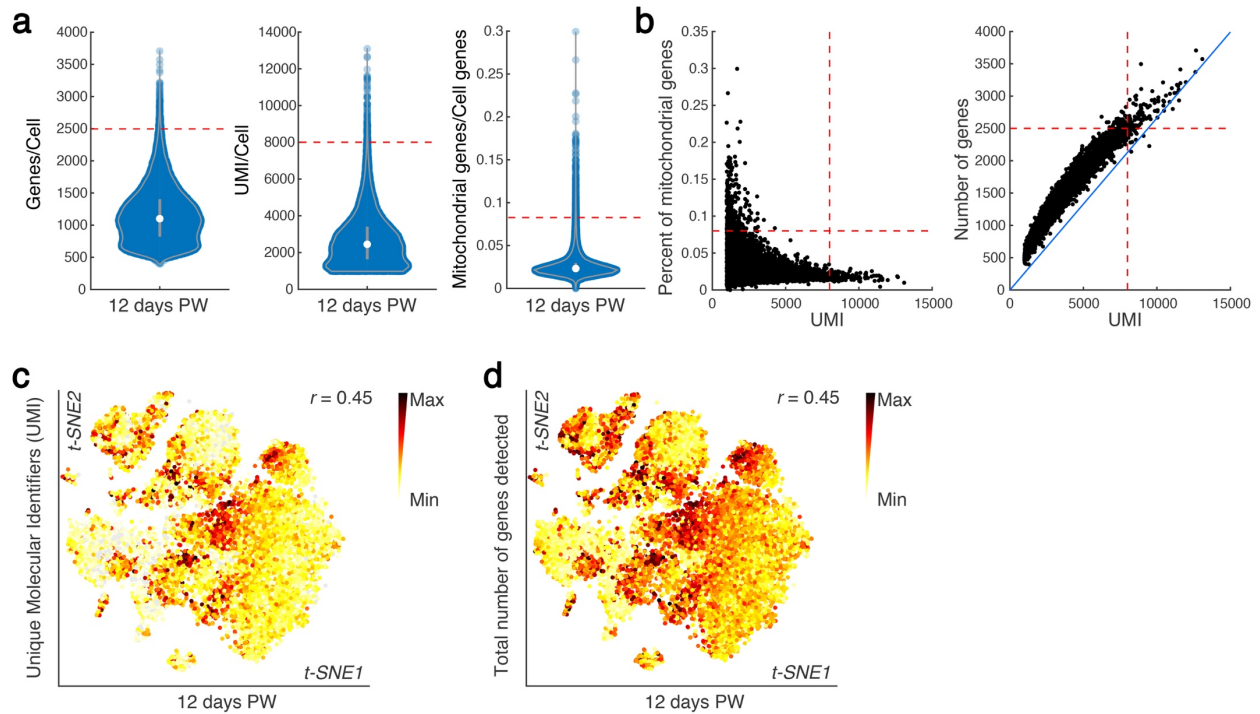 a
Genes/Cell
4000
3500
3000
2500
2000
1500
1000
500
0
12 days PW
UMI/Cell
14000
12000
10000
8000
6000
4000
2000
0
12 days PW
Mitochondrial genes/Cell genes
0.3
0.25
0.2
0.15
0.1
0.05
0
12 days PW
b
Percent of mitochondrial genes
0.35
0.3
0.25
0.2
0.15
0.1
0.05
0
0 5000 10000 15000
UMI
Number of genes
4000
3500
3000
2500
2000
1500
1000
500
0
0 5000 10000 15000
UMI
c
Unique Molecular Identifiers (UMI)
t-SNE2
r = 0.45
Max
Min
t-SNE1
12 days PW
d
Total number of genes detected
t-SNE2
r = 0.45
Max
Min
t-SNE1
12 days PW